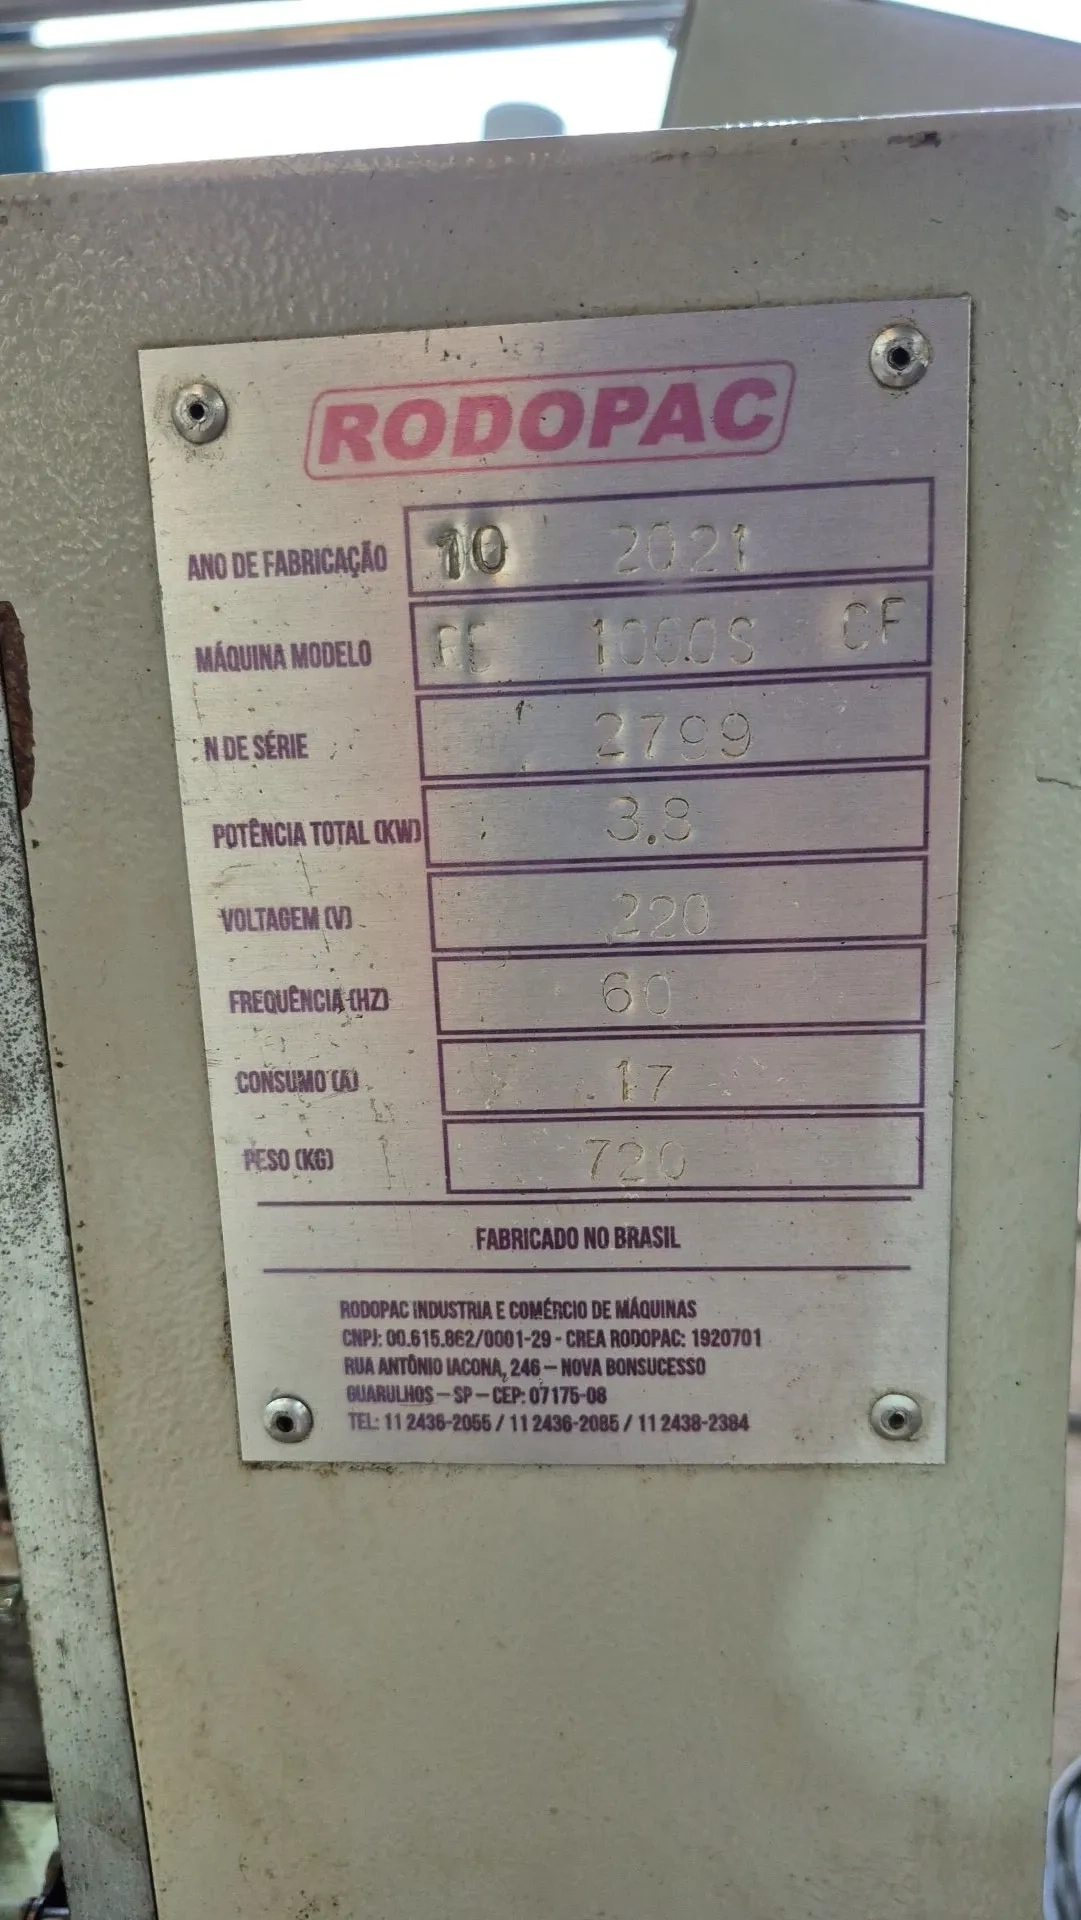 RODOPAC
ANO DE FABRICAÇÃO 10 2021
MÁQUINA MODELO 1060S CF
N DE SÉRIE 2799
POTÊNCIA TOTAL (KW) 3.8
VOLTAGEM (V) 220
FREQUÊNCIA (HZ) 60
CONSUMO (A) 17
PESO (KG) 720
FABRICADO NO BRASIL
RODOPAC INDUSTRIA E COMÉRCIO DE MÁQUINAS
CNPJ: 00.615.862/0001-29 - CREA RODOPAC: 1920701
RUA ANTÔNIO IACONA, 246 – NOVA BONSUCESSO
GUARULHOS – SP – CEP: 07175-08
TEL: 11 2436-2055 / 11 2436-2085 / 11 2438-2384